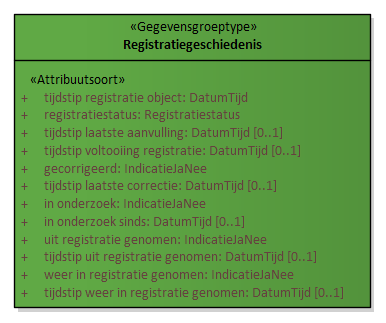 «Gegevensgroeptype»
Registratiegeschiedenis
«Attribuutsoort»
+ tijdstip registratie object: DatumTijd
+ registratiestatus: Registratiestatus
+ tijdstip laatste aanvulling: DatumTijd [0..1]
+ tijdstip voltooiing registratie: DatumTijd [0..1]
+ gecorrigeerd: IndicatieJaNee
+ tijdstip laatste correctie: DatumTijd [0..1]
+ in onderzoek: IndicatieJaNee
+ in onderzoek sinds: DatumTijd [0..1]
+ uit registratie genomen: IndicatieJaNee
+ tijdstip uit registratie genomen: DatumTijd [0..1]
+ weer in registratie genomen: IndicatieJaNee
+ tijdstip weer in registratie genomen: DatumTijd [0..1]